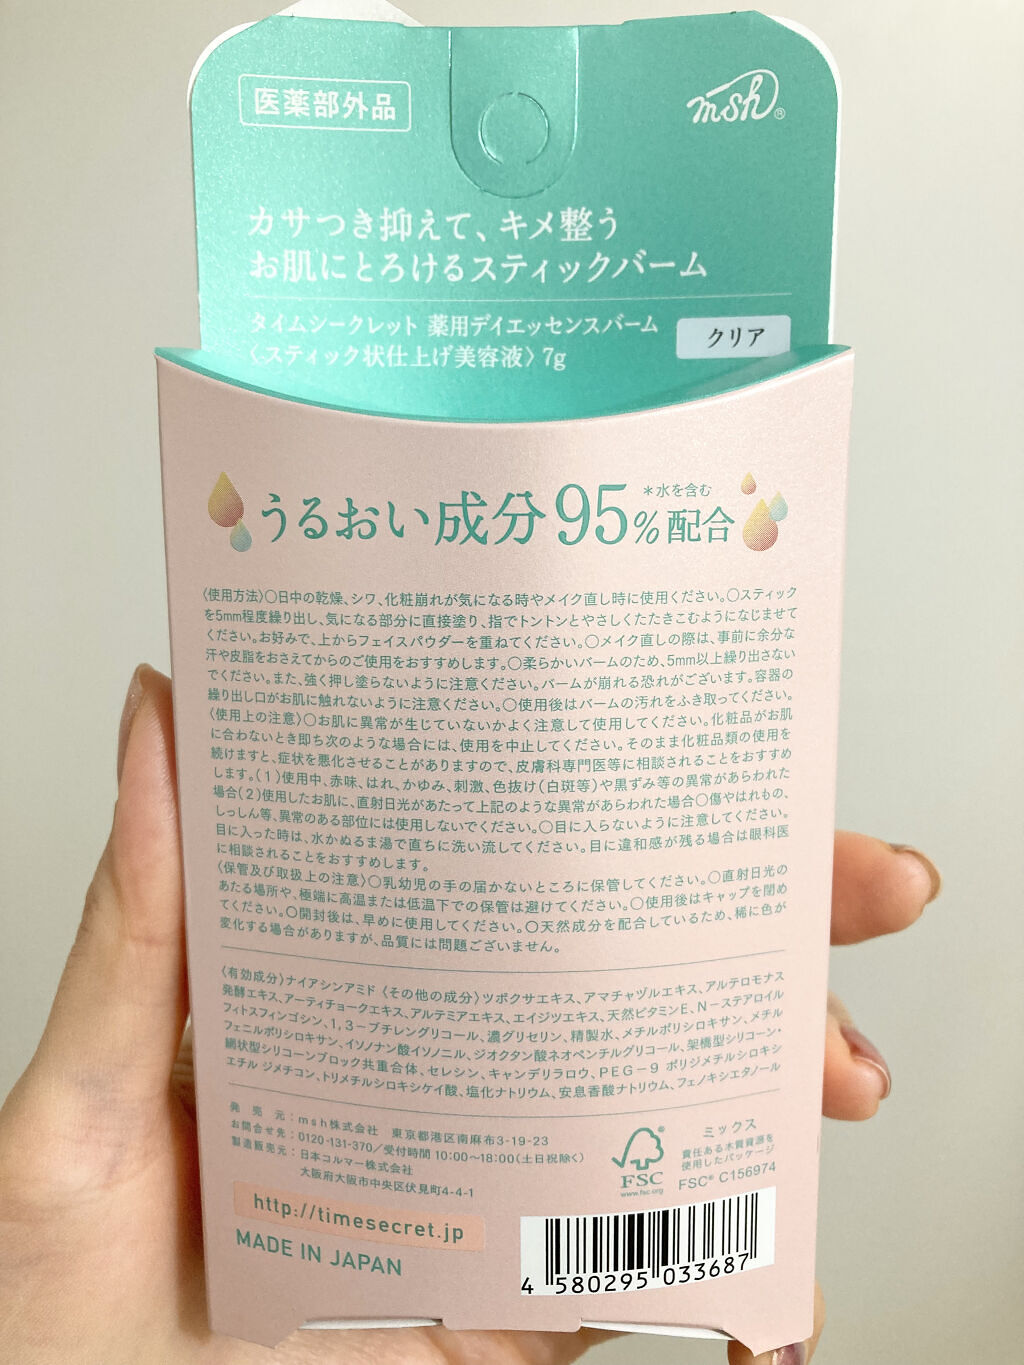 医薬部外品
msh®
カサつき抑えて、キメ整う
お肌にとろけるスティックバーム
タイムシークレット 薬用デイエッセンスバーム
〈スティック状仕上げ美容液〉7g
クリア
うるおい成分95%配合
＊水を含む
〈使用方法〉○日中の乾燥、シワ、化粧崩れが気になる時やメイク直し時に使用ください。○スティック
を5mm程度繰り出し、気になる部分に直接塗り、指でトントンとやさしくたたきこむようになじませて
ください。お好みで、上からフェイスパウダーを重ねてください。○メイク直しの際は、事前に余分な
汗や皮脂をおさえてからのご使用をおすすめします。○柔らかいバームのため、5mm以上繰り出さない
でください。また、強く押し塗らないように注意ください。バームが崩れる恐れがございます。容器の
繰り出し口がお肌に触れないように注意ください。○使用後はバームの汚れをふき取ってください。
〈使用上の注意〉○お肌に異常が生じていないかよく注意して使用してください。化粧品がお肌
に合わないとき即ち次のような場合には、使用を中止してください。そのまま化粧品類の使用を
続けますと、症状を悪化させることがありますので、皮膚科専門医等に相談されることをおすすめ
します。（1）使用中、赤味、はれ、かゆみ、刺激、色抜け（白斑等）や黒ずみ等の異常があらわれた
場合（2）使用したお肌に、直射日光があたって上記のような異常があらわれた場合○傷やはれもの、
しっしん等、異常のある部位には使用しないでください。○目に入らないように注意してください。
目に入った時は、水かぬるま湯で直ちに洗い流してください。目に違和感が残る場合は眼科医
に相談されることをおすすめします。
〈保管及び取扱上の注意〉○乳幼児の手の届かないところに保管してください。○直射日光の
あたる場所や、極端に高温または低温下での保管は避けてください。○使用後はキャップを閉め
てください。○開封後は、早めに使用してください。○天然成分を配合しているため、稀に色が
変化する場合がありますが、品質には問題ございません。
〈有効成分〉ナイアシンアミド〈その他の成分〉ツボクサエキス、アマチャヅルエキス、アルテロモナス
発酵エキス、アーティチョークエキス、アルテミアエキス、エイジツエキス、天然ビタミンE、N－ステアロイル
フィトスフィンゴシン、1，3－ブチレングリコール、濃グリセリン、精製水、メチルポリシロキサン、メチル
フェニルポリシロキサン、イソノナン酸イソノニル、ジオクタン酸ネオペンチルグリコール、架橋型シリコーン・
網状型シリコーンブロック共重合体、セレシン、キャンデリラロウ、PEG－9 ポリジメチルシロキシ
エチル ジメチコン、トリメチルシロキシケイ酸、塩化ナトリウム、安息香酸ナトリウム、フェノキシエタノール
発売元：msh株式会社 東京都港区南麻布3-19-23
お問合せ先：0120-131-370／受付時間 10:00～18:00（土日祝除く）
製造販売元：日本コルマー株式会社
大阪府大阪市中央区伏見町4-4-1
http://timesecret.jp
MADE IN JAPAN
FSC
www.fsc.org
ミックス
責任ある木質資源を
使用したパッケージ
FSC® C156974
4 580295 033687